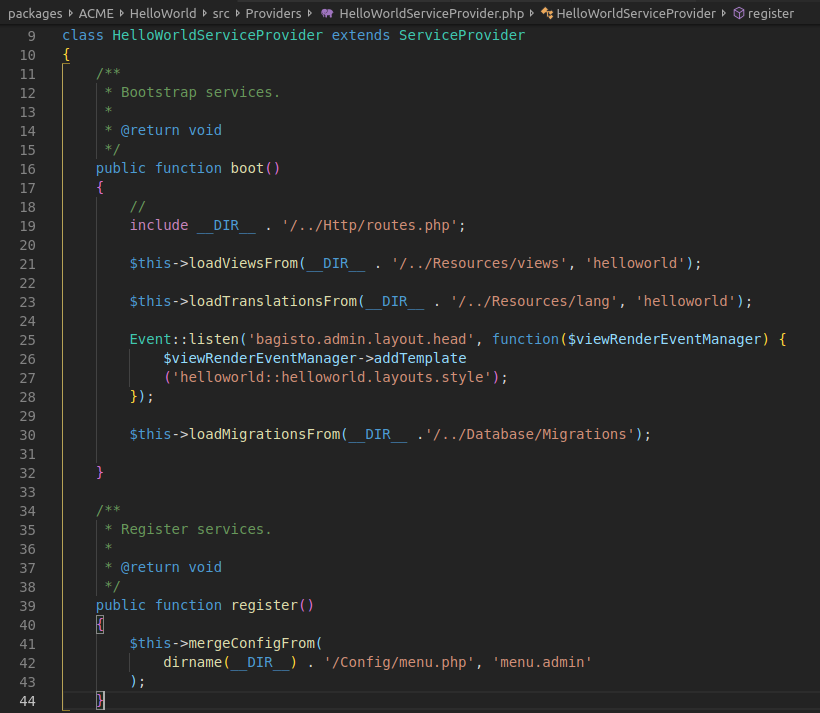 packages › ACME › HelloWorld › src › Providers › HelloWorldServiceProvider.php › HelloWorldServiceProvider › register
9 class HelloWorldServiceProvider extends ServiceProvider
10 {
11     /**
12      * Bootstrap services.
13      *
14      * @return void
15      */
16     public function boot()
17     {
18         //
19         include __DIR__ . '/../Http/routes.php';
20
21         $this->loadViewsFrom(__DIR__ . '/../Resources/views', 'helloworld');
22
23         $this->loadTranslationsFrom(__DIR__ . '/../Resources/lang', 'helloworld');
24
25         Event::listen('bagisto.admin.layout.head', function($viewRenderEventManager) {
26             $viewRenderEventManager->addTemplate
27             ('helloworld::helloworld.layouts.style');
28         });
29
30         $this->loadMigrationsFrom(__DIR__ .'/../Database/Migrations');
31
32     }
33
34     /**
35      * Register services.
36      *
37      * @return void
38      */
39     public function register()
40     {
41         $this->mergeConfigFrom(
42             dirname(__DIR__) . '/Config/menu.php', 'menu.admin'
43         );
44     }